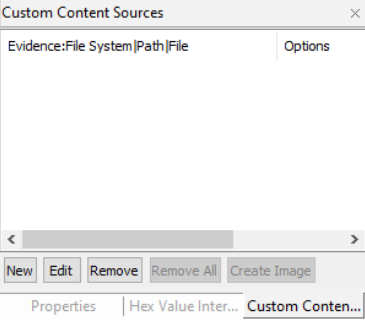 Custom Content Sources
Evidence:File System|Path|File Options
New Edit Remove Remove All Create Image
Properties Hex Value Inter... Custom Conten...